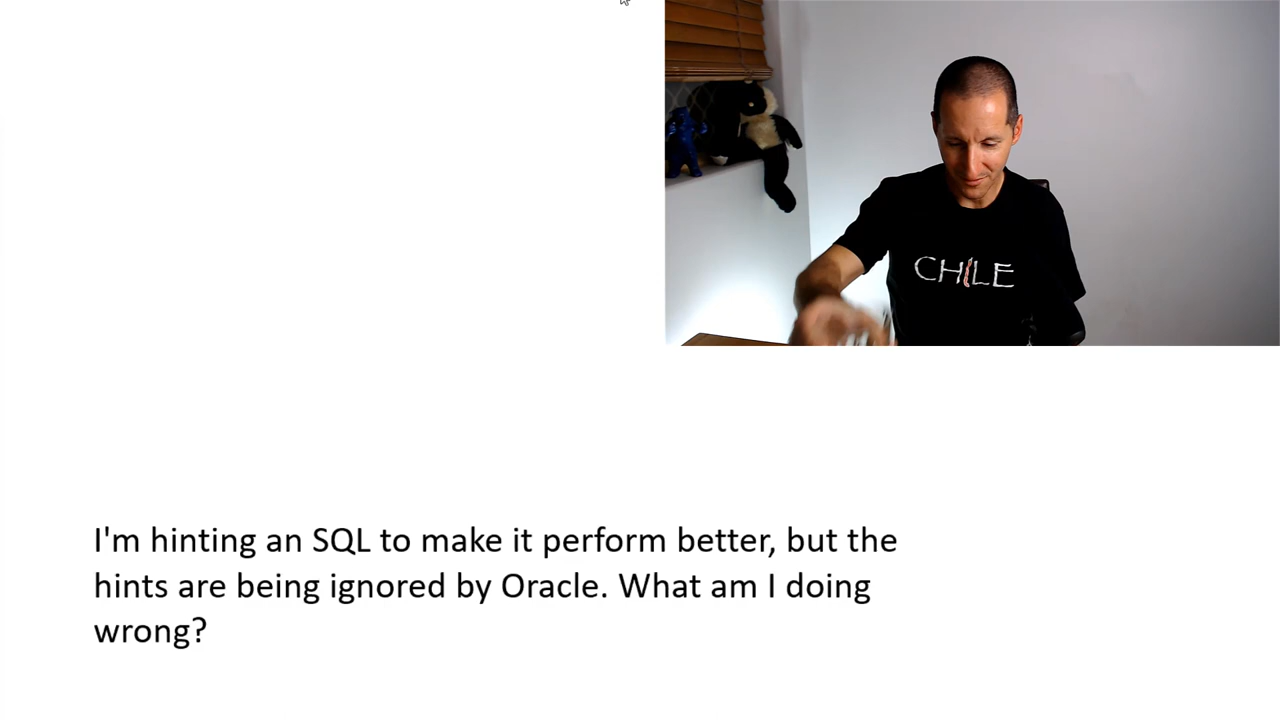 CHILE
I'm hinting an SQL to make it perform better, but the
hints are being ignored by Oracle. What am I doing
wrong?